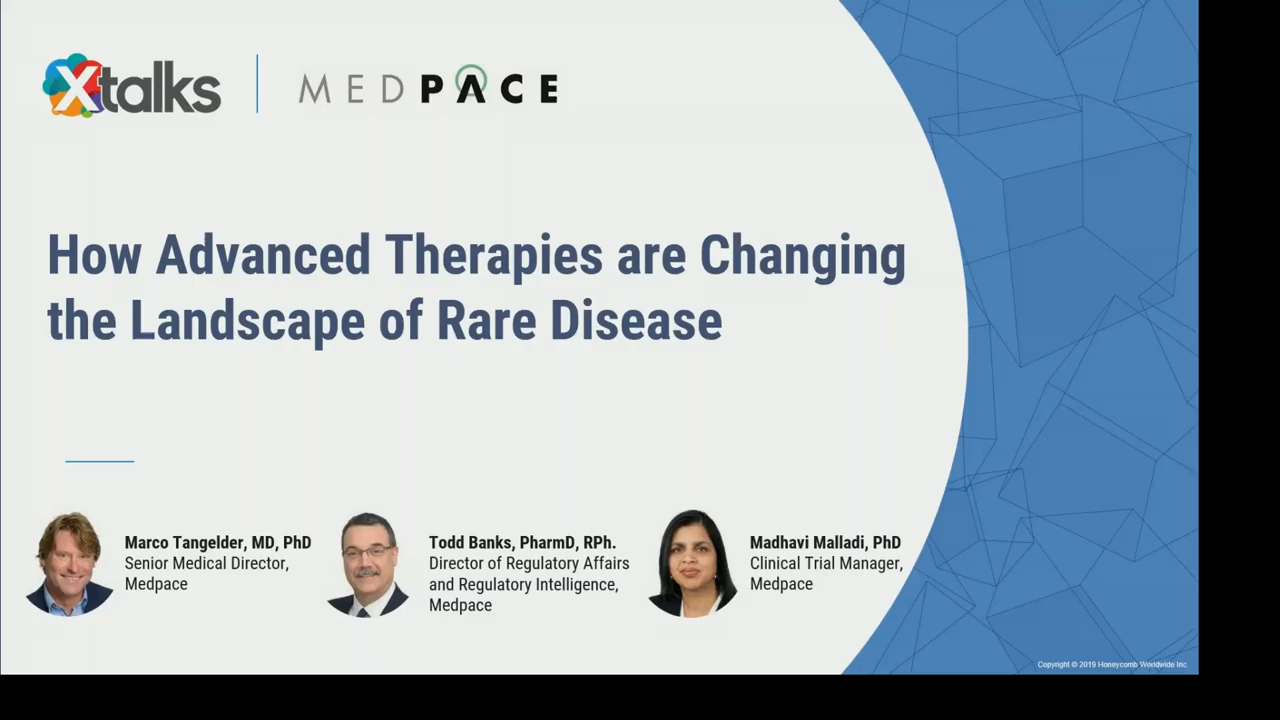 Xtalks
MEDPACE
How Advanced Therapies are Changing
the Landscape of Rare Disease
Marco Tangelder, MD, PhD
Senior Medical Director,
Medpace
Todd Banks, PharmD, RPh.
Director of Regulatory Affairs
and Regulatory Intelligence,
Medpace
Madhavi Malladi, PhD
Clinical Trial Manager,
Medpace
Copyright © 2019 Honeycomb Worldwide Inc